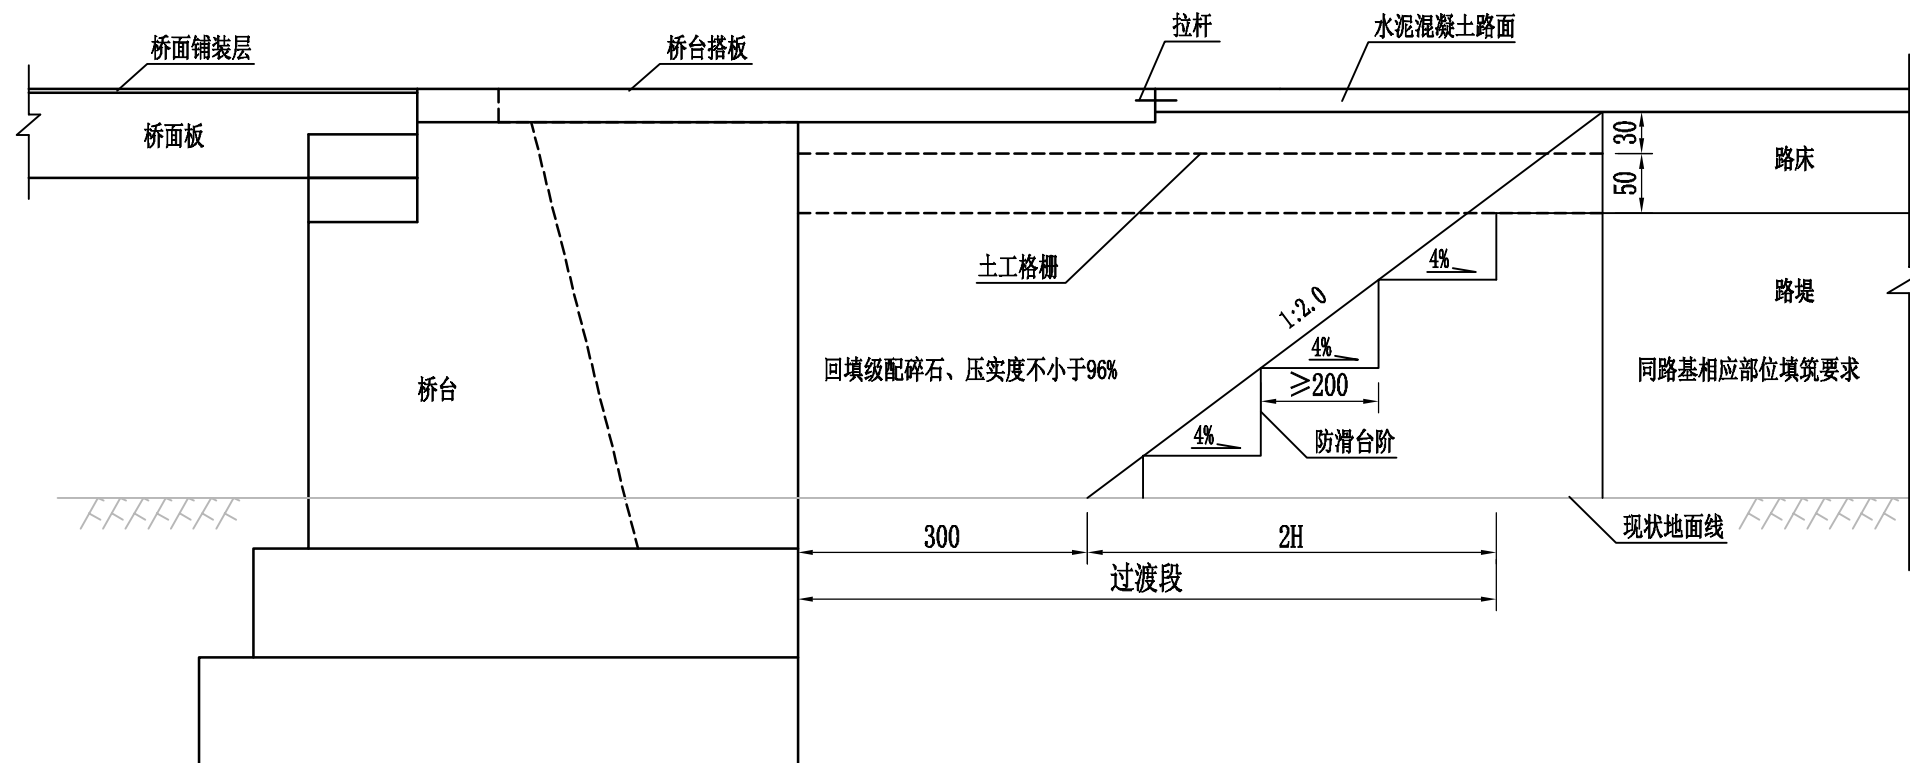 拉杆
水泥混凝土路面
桥面铺装层
桥台搭板
桥面板
30
路床
50
土工格栅
4%
路堤
1:2.0
4%
回填级配碎石、压实度不小于96%
同路基相应部位填筑要求
桥台
≥200
4%
防滑台阶
现状地面线
300
2H
过渡段